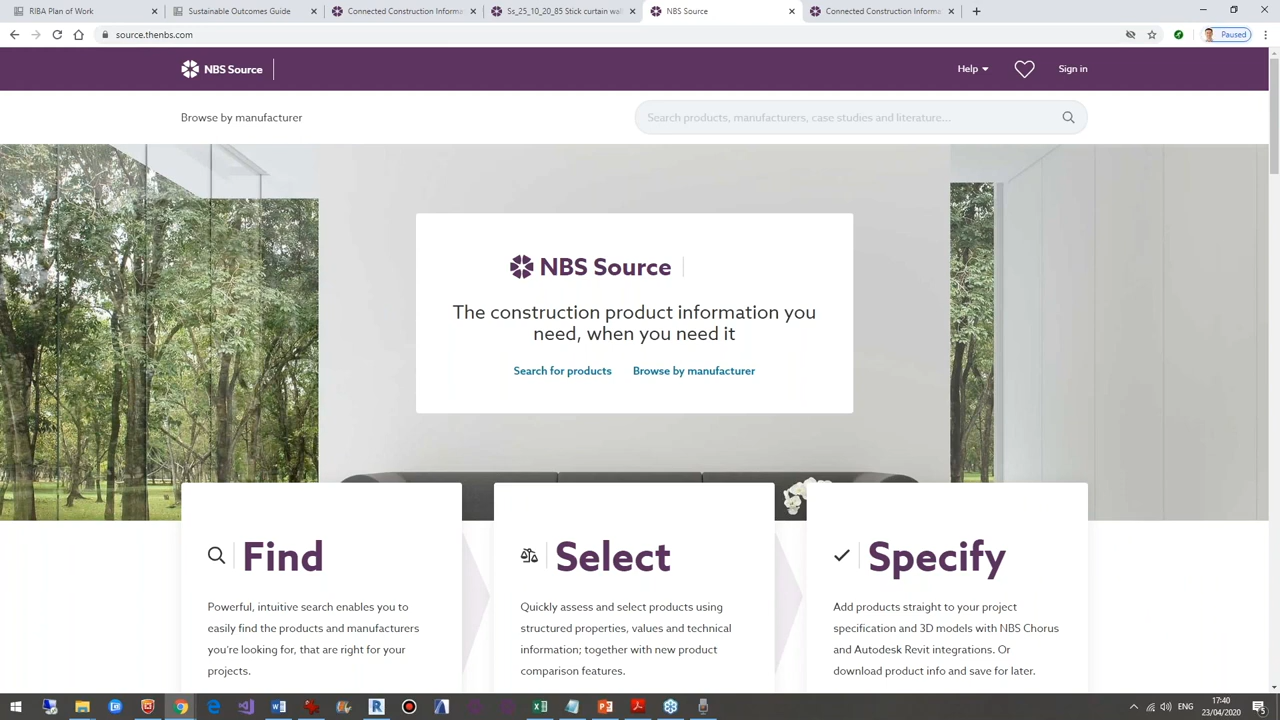 RIBA Plan of Work
Sustainable Outcomes Guide
Connected Construction Informa
Ss_25_10_20_85 Stick curtain wal
NBS Source
Connected Construction Informa
source.thenbs.com
Paused
NBS Source
Help
Sign in
Browse by manufacturer
Search products, manufacturers, case studies and literature...
NBS Source
The construction product information you
need, when you need it
Search for products
Browse by manufacturer
Find
Powerful, intuitive search enables you to
easily find the products and manufacturers
you're looking for, that are right for your
projects.
Select
Quickly assess and select products using
structured properties, values and technical
information; together with new product
comparison features.
Specify
Add products straight to your project
specification and 3D models with NBS Chorus
and Autodesk Revit integrations. Or
download product info and save for later.
ENG
17:40
23/04/2020
5